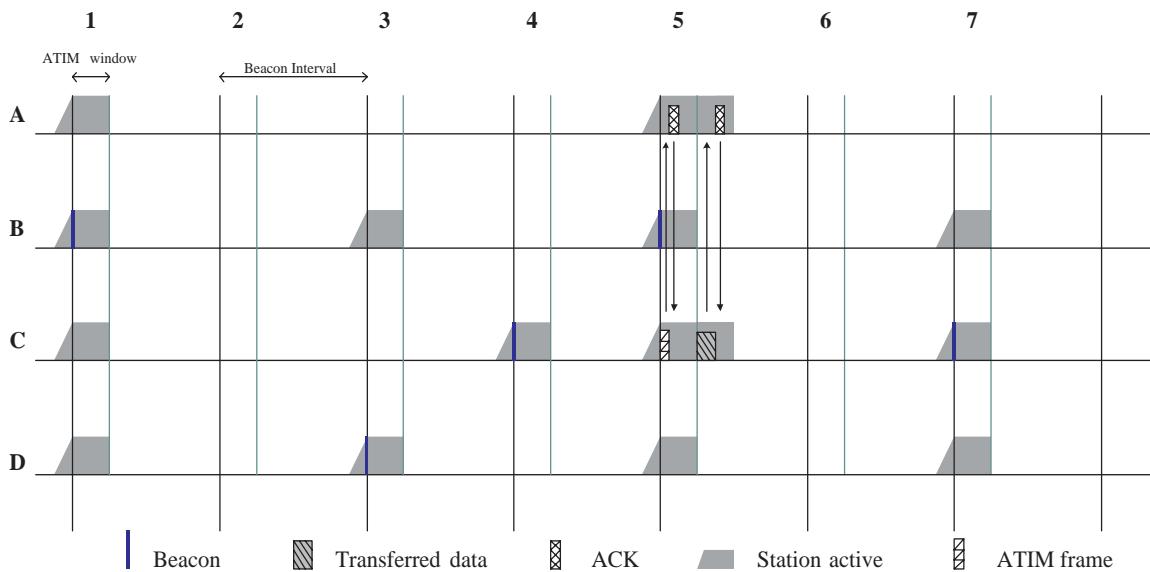 1 2 3 4 5 6 7
ATIM window
Beacon Interval
A
B
C
D
Beacon Transferred data ACK Station active ATIM frame